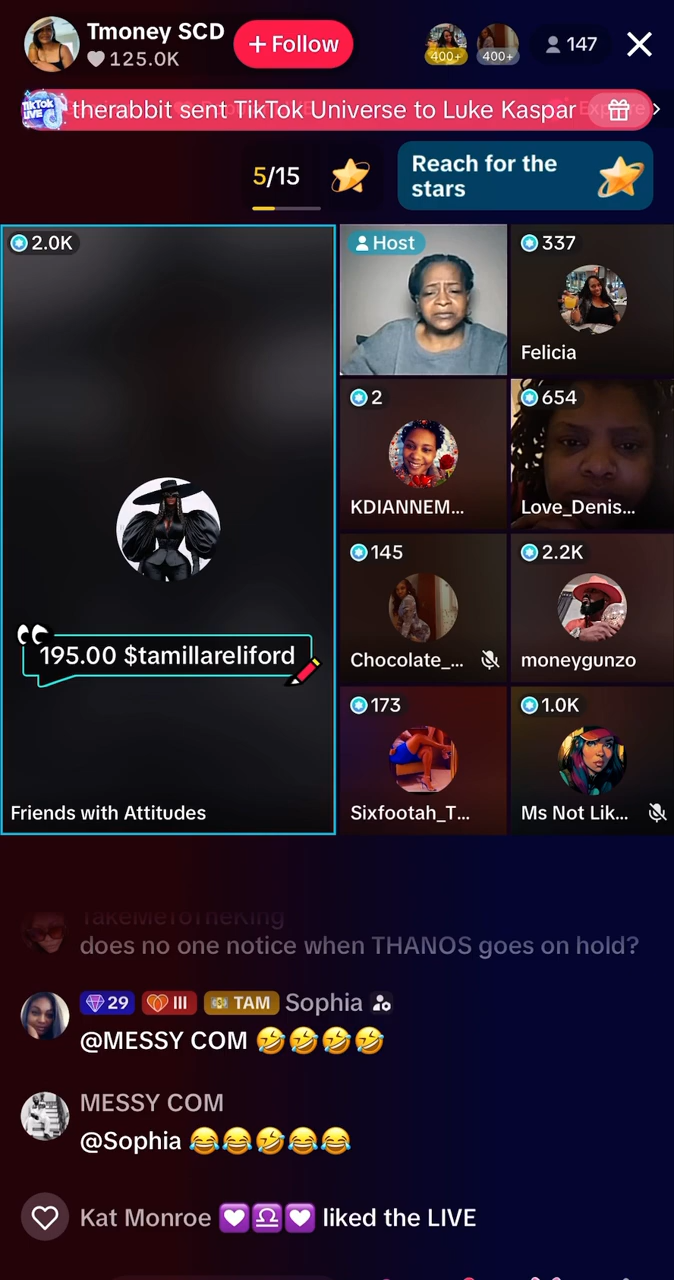 Tmoney SCD
125.0K
+ Follow
400+
400+
147
TikTok LIVE
therabbit sent TikTok Universe to Luke Kaspar
5/15
Reach for the
stars
2.0K
195.00 $tamillareliford
Friends with Attitudes
Host
337
Felicia
2
KDIANNEM...
654
Love_Denis...
145
Chocolate_...
2.2K
moneygunzo
173
Sixfootah_T...
1.0K
Ms Not Lik...
TakeMeToTheKing
does no one notice when THANOS goes on hold?
29 III TAM Sophia
@MESSY COM 🤣🤣🤣🤣
MESSY COM
@Sophia 😂😂🤣😂😂
Kat Monroe 💜♎💜 liked the LIVE